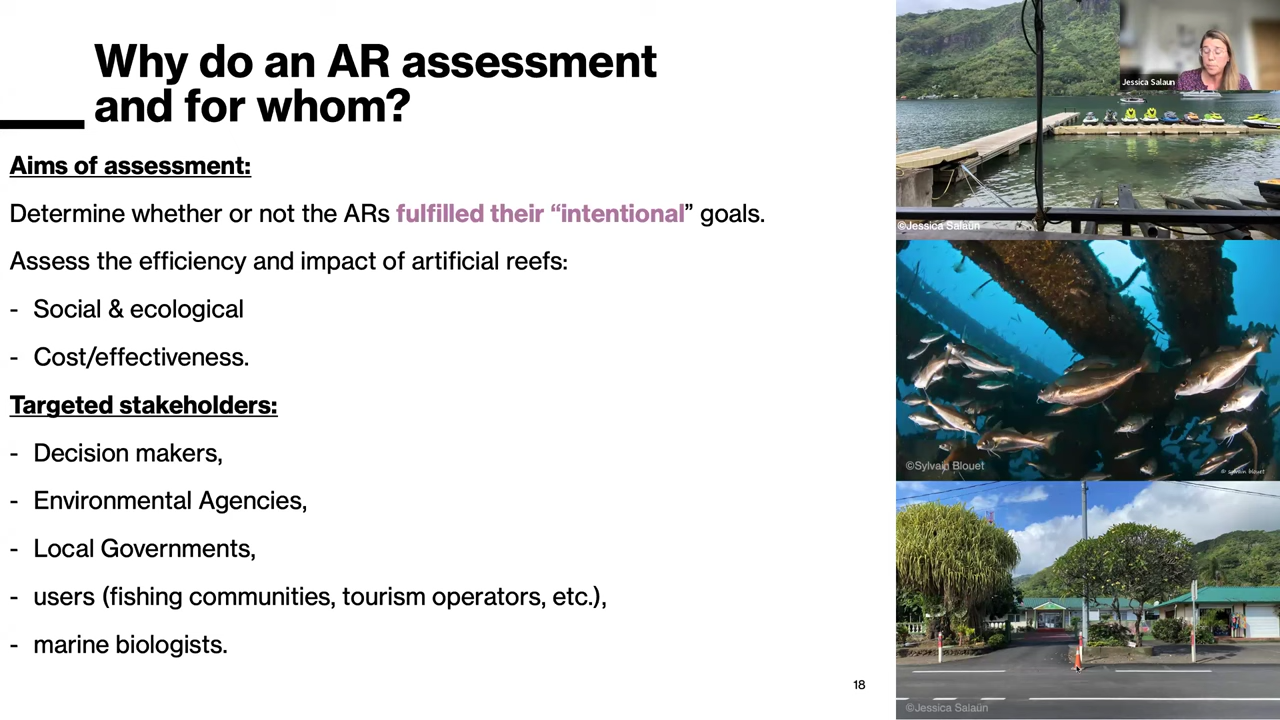 Why do an AR assessment
and for whom?
Aims of assessment:
Determine whether or not the ARs fulfilled their “intentional” goals.
Assess the efficiency and impact of artificial reefs:
- Social & ecological
- Cost/effectiveness.
Targeted stakeholders:
- Decision makers,
- Environmental Agencies,
- Local Governments,
- users (fishing communities, tourism operators, etc.),
- marine biologists.
18
Jessica Salaun
©Jessica Salaün
©Sylvain Blouet
© sylvain blouet
©Jessica Salaün